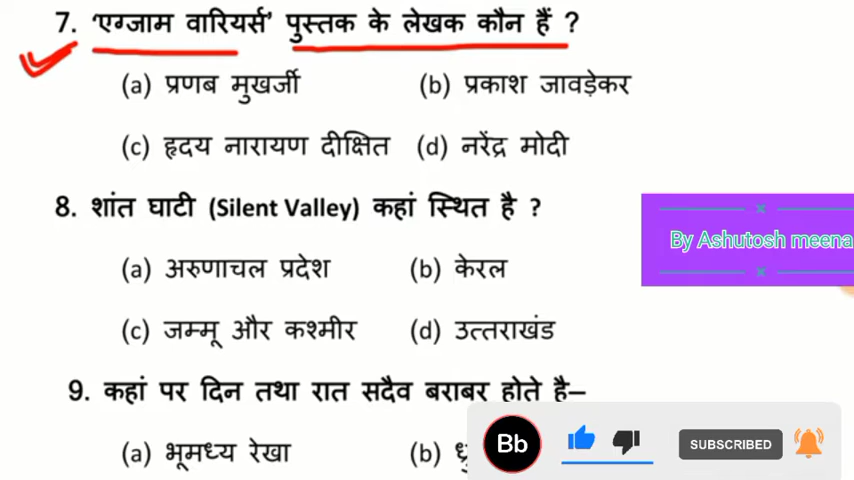 7. ‘एग्जाम वारियर्स’ पुस्तक के लेखक कौन हैं ?
(a) प्रणब मुखर्जी (b) प्रकाश जावड़ेकर
(c) हृदय नारायण दीक्षित (d) नरेंद्र मोदी
8. शांत घाटी (Silent Valley) कहां स्थित है ?
By Ashutosh meena
(a) अरुणाचल प्रदेश (b) केरल
(c) जम्मू और कश्मीर (d) उत्तराखंड
9. कहां पर दिन तथा रात सदैव बराबर होते है–
(a) भूमध्य रेखा (b)
Bb SUBSCRIBED